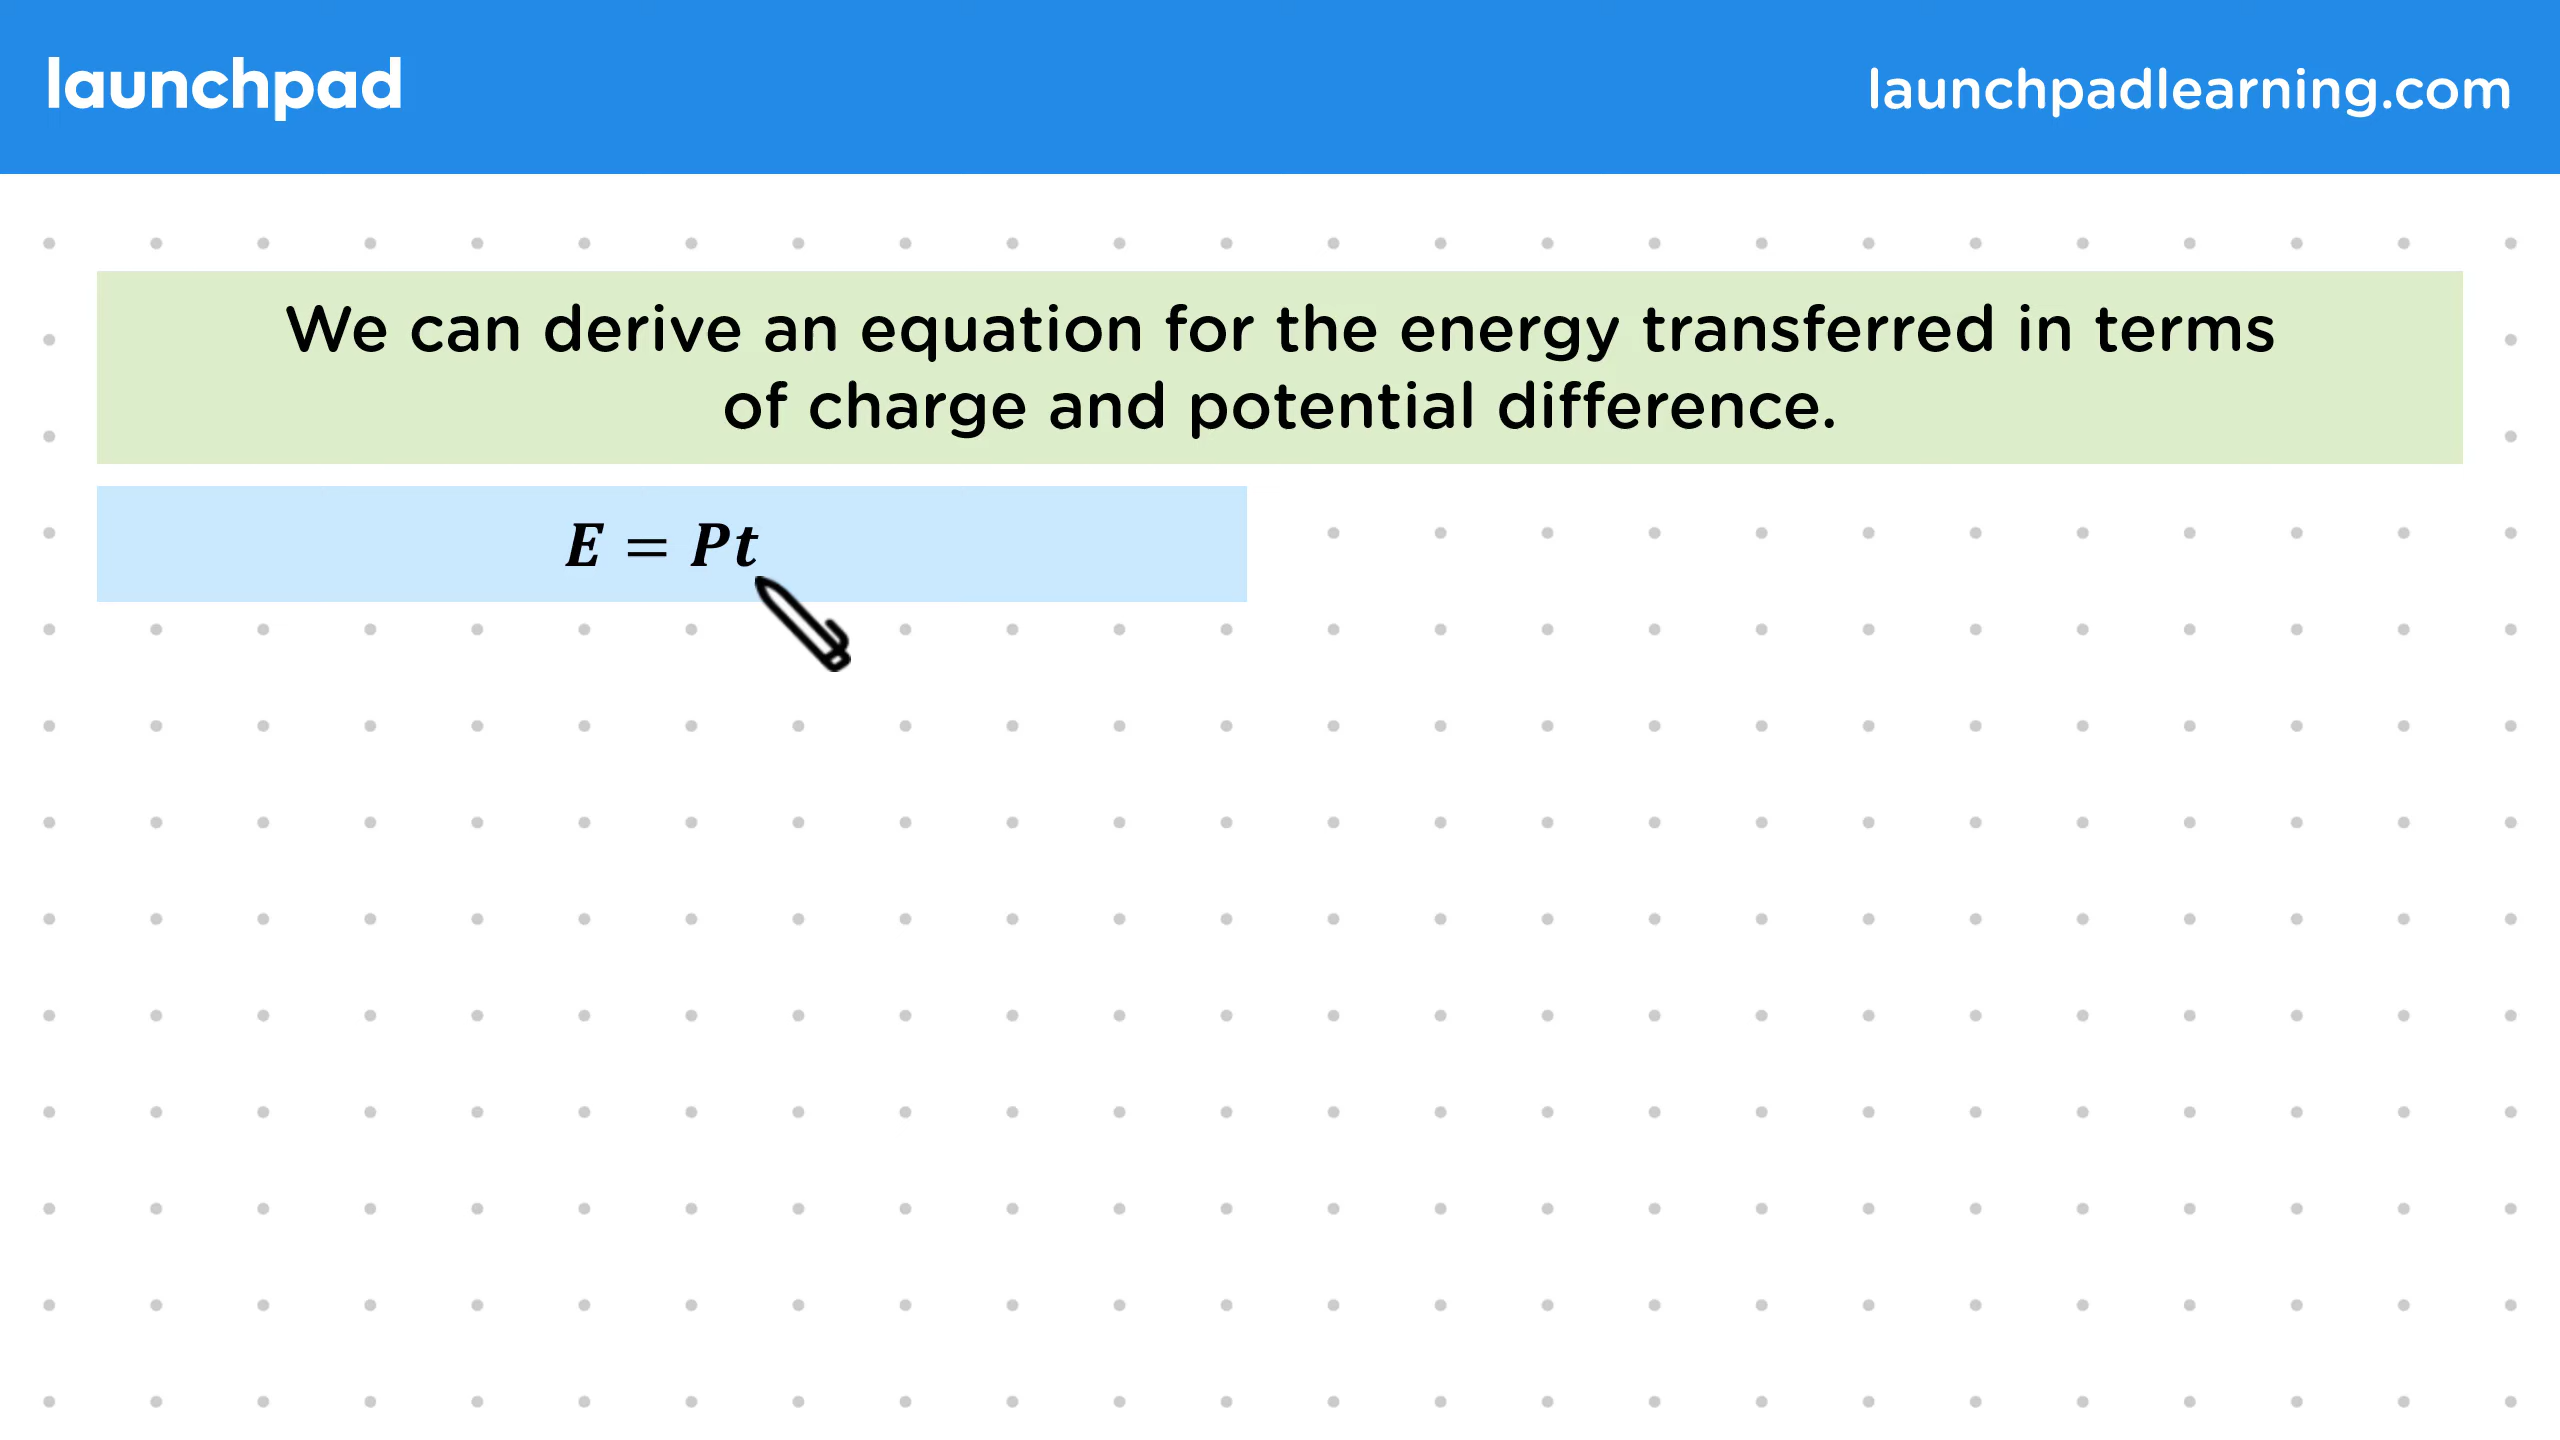 launchpad
launchpadlearning.com
We can derive an equation for the energy transferred in terms
of charge and potential difference.
E = Pt